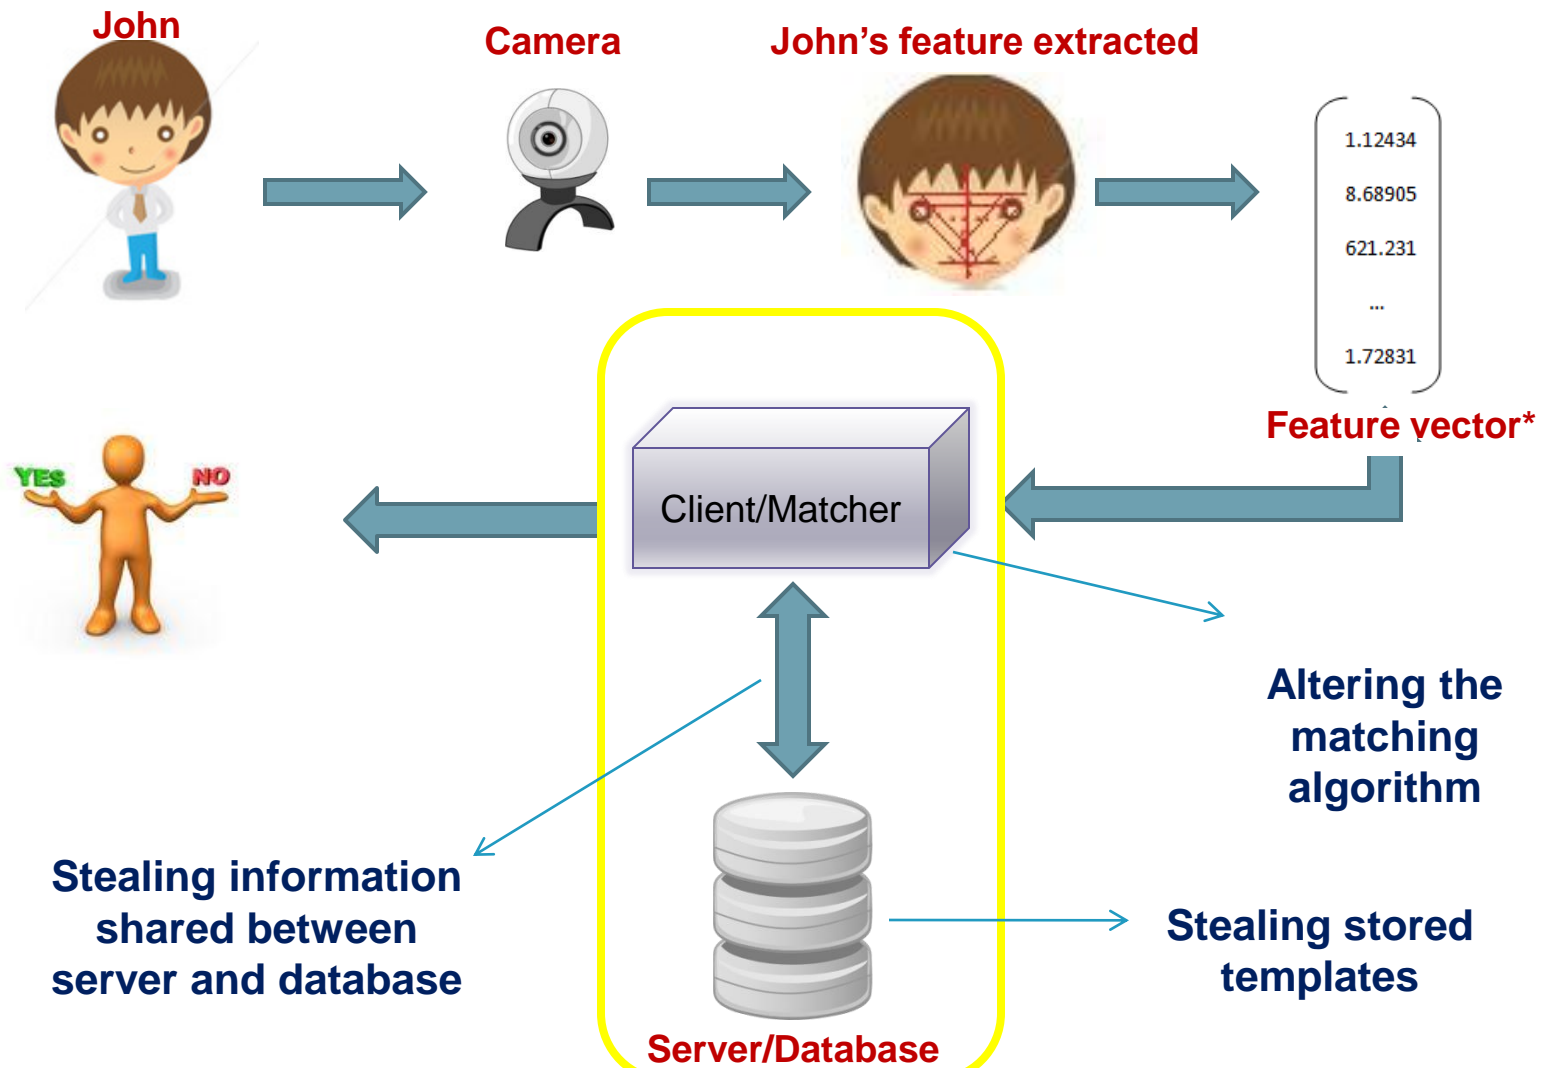 John
Camera
John’s feature extracted
1.12434
8.68905
621.231
...
1.72831
Feature vector*
YES
NO
Client/Matcher
Altering the
matching
algorithm
Stealing information
shared between
server and database
Stealing stored
templates
Server/Database